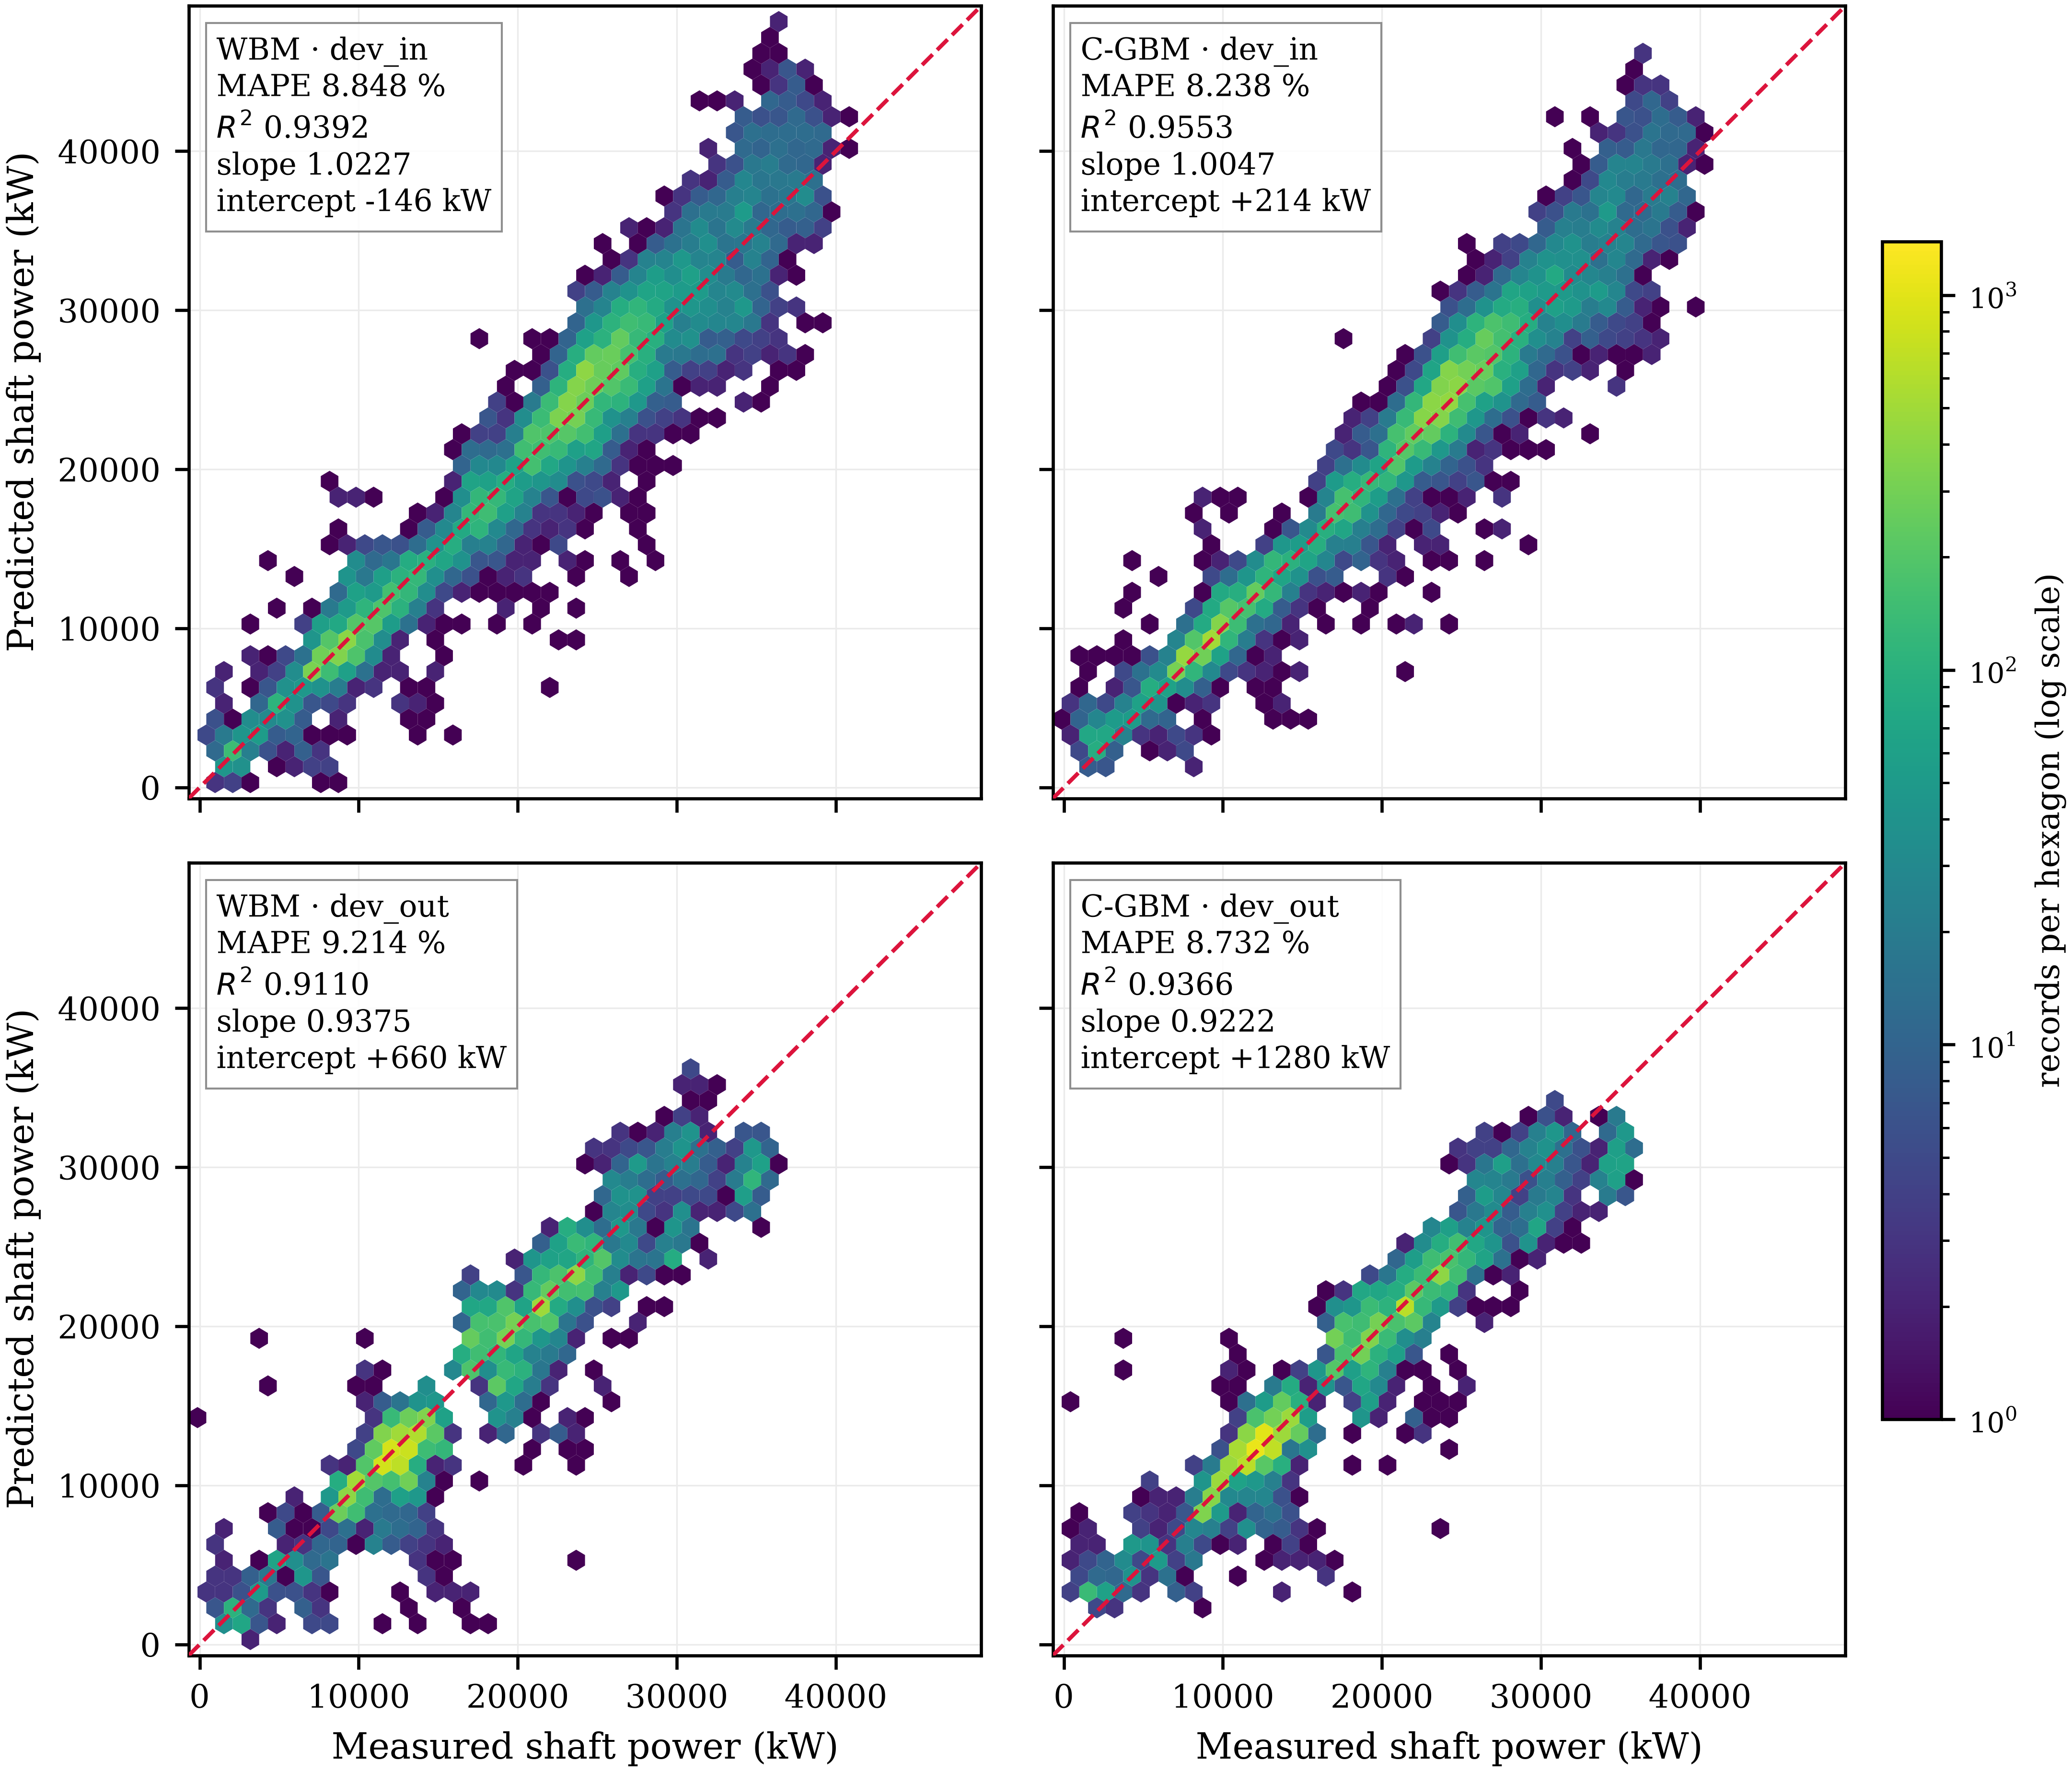 WBM · dev_in
MAPE 8.848 %
R² 0.9392
slope 1.0227
intercept -146 kW
C-GBM · dev_in
MAPE 8.238 %
R² 0.9553
slope 1.0047
intercept +214 kW
Predicted shaft power (kW)
40000
30000
20000
10000
0
WBM · dev_out
MAPE 9.214 %
R² 0.9110
slope 0.9375
intercept +660 kW
C-GBM · dev_out
MAPE 8.732 %
R² 0.9366
slope 0.9222
intercept +1280 kW
Predicted shaft power (kW)
40000
30000
20000
10000
0
0 10000 20000 30000 40000
Measured shaft power (kW)
0 10000 20000 30000 40000
Measured shaft power (kW)
10³
10²
10¹
10⁰
records per hexagon (log scale)